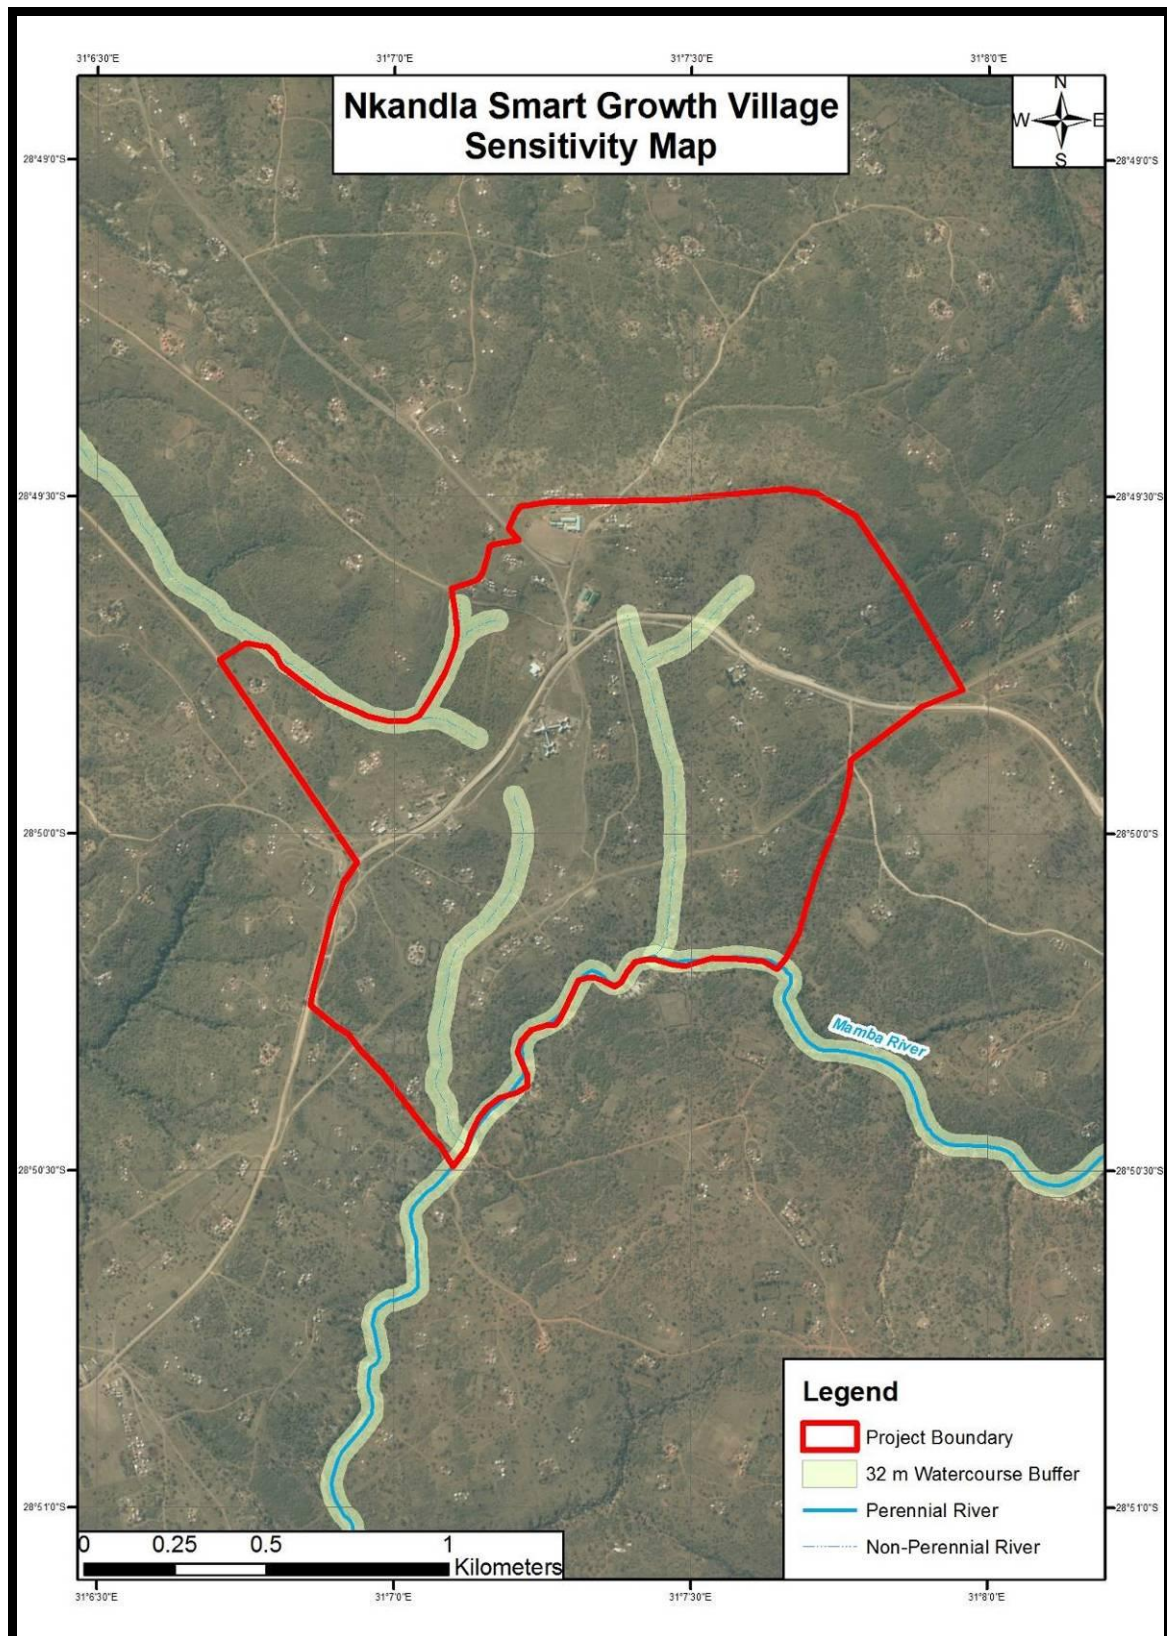 31°6'30"E 31°7'0"E 31°7'30"E 31°8'0"E
Nkandla Smart Growth Village
Sensitivity Map
N
W E
S
28°49'0"S 28°49'0"S
28°49'30"S 28°49'30"S
28°50'0"S 28°50'0"S
Mamba River
28°50'30"S 28°50'30"S
28°51'0"S 28°51'0"S
Legend
Project Boundary
32 m Watercourse Buffer
Perennial River
Non-Perennial River
0 0.25 0.5 1
Kilometers
31°6'30"E 31°7'0"E 31°7'30"E 31°8'0"E